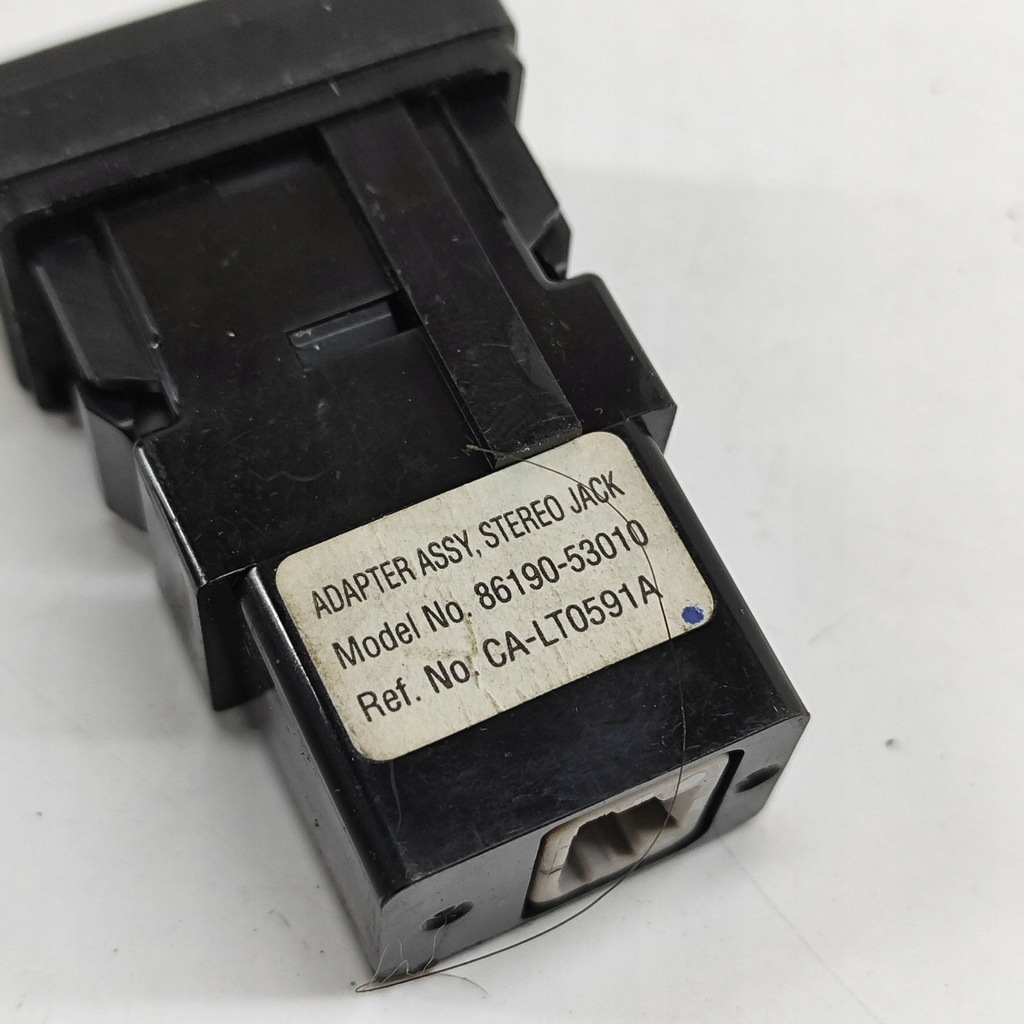 ADAPTER ASSY, STEREO JACK
Model No. 86190-53010
Ref. No. CA-LT0591A